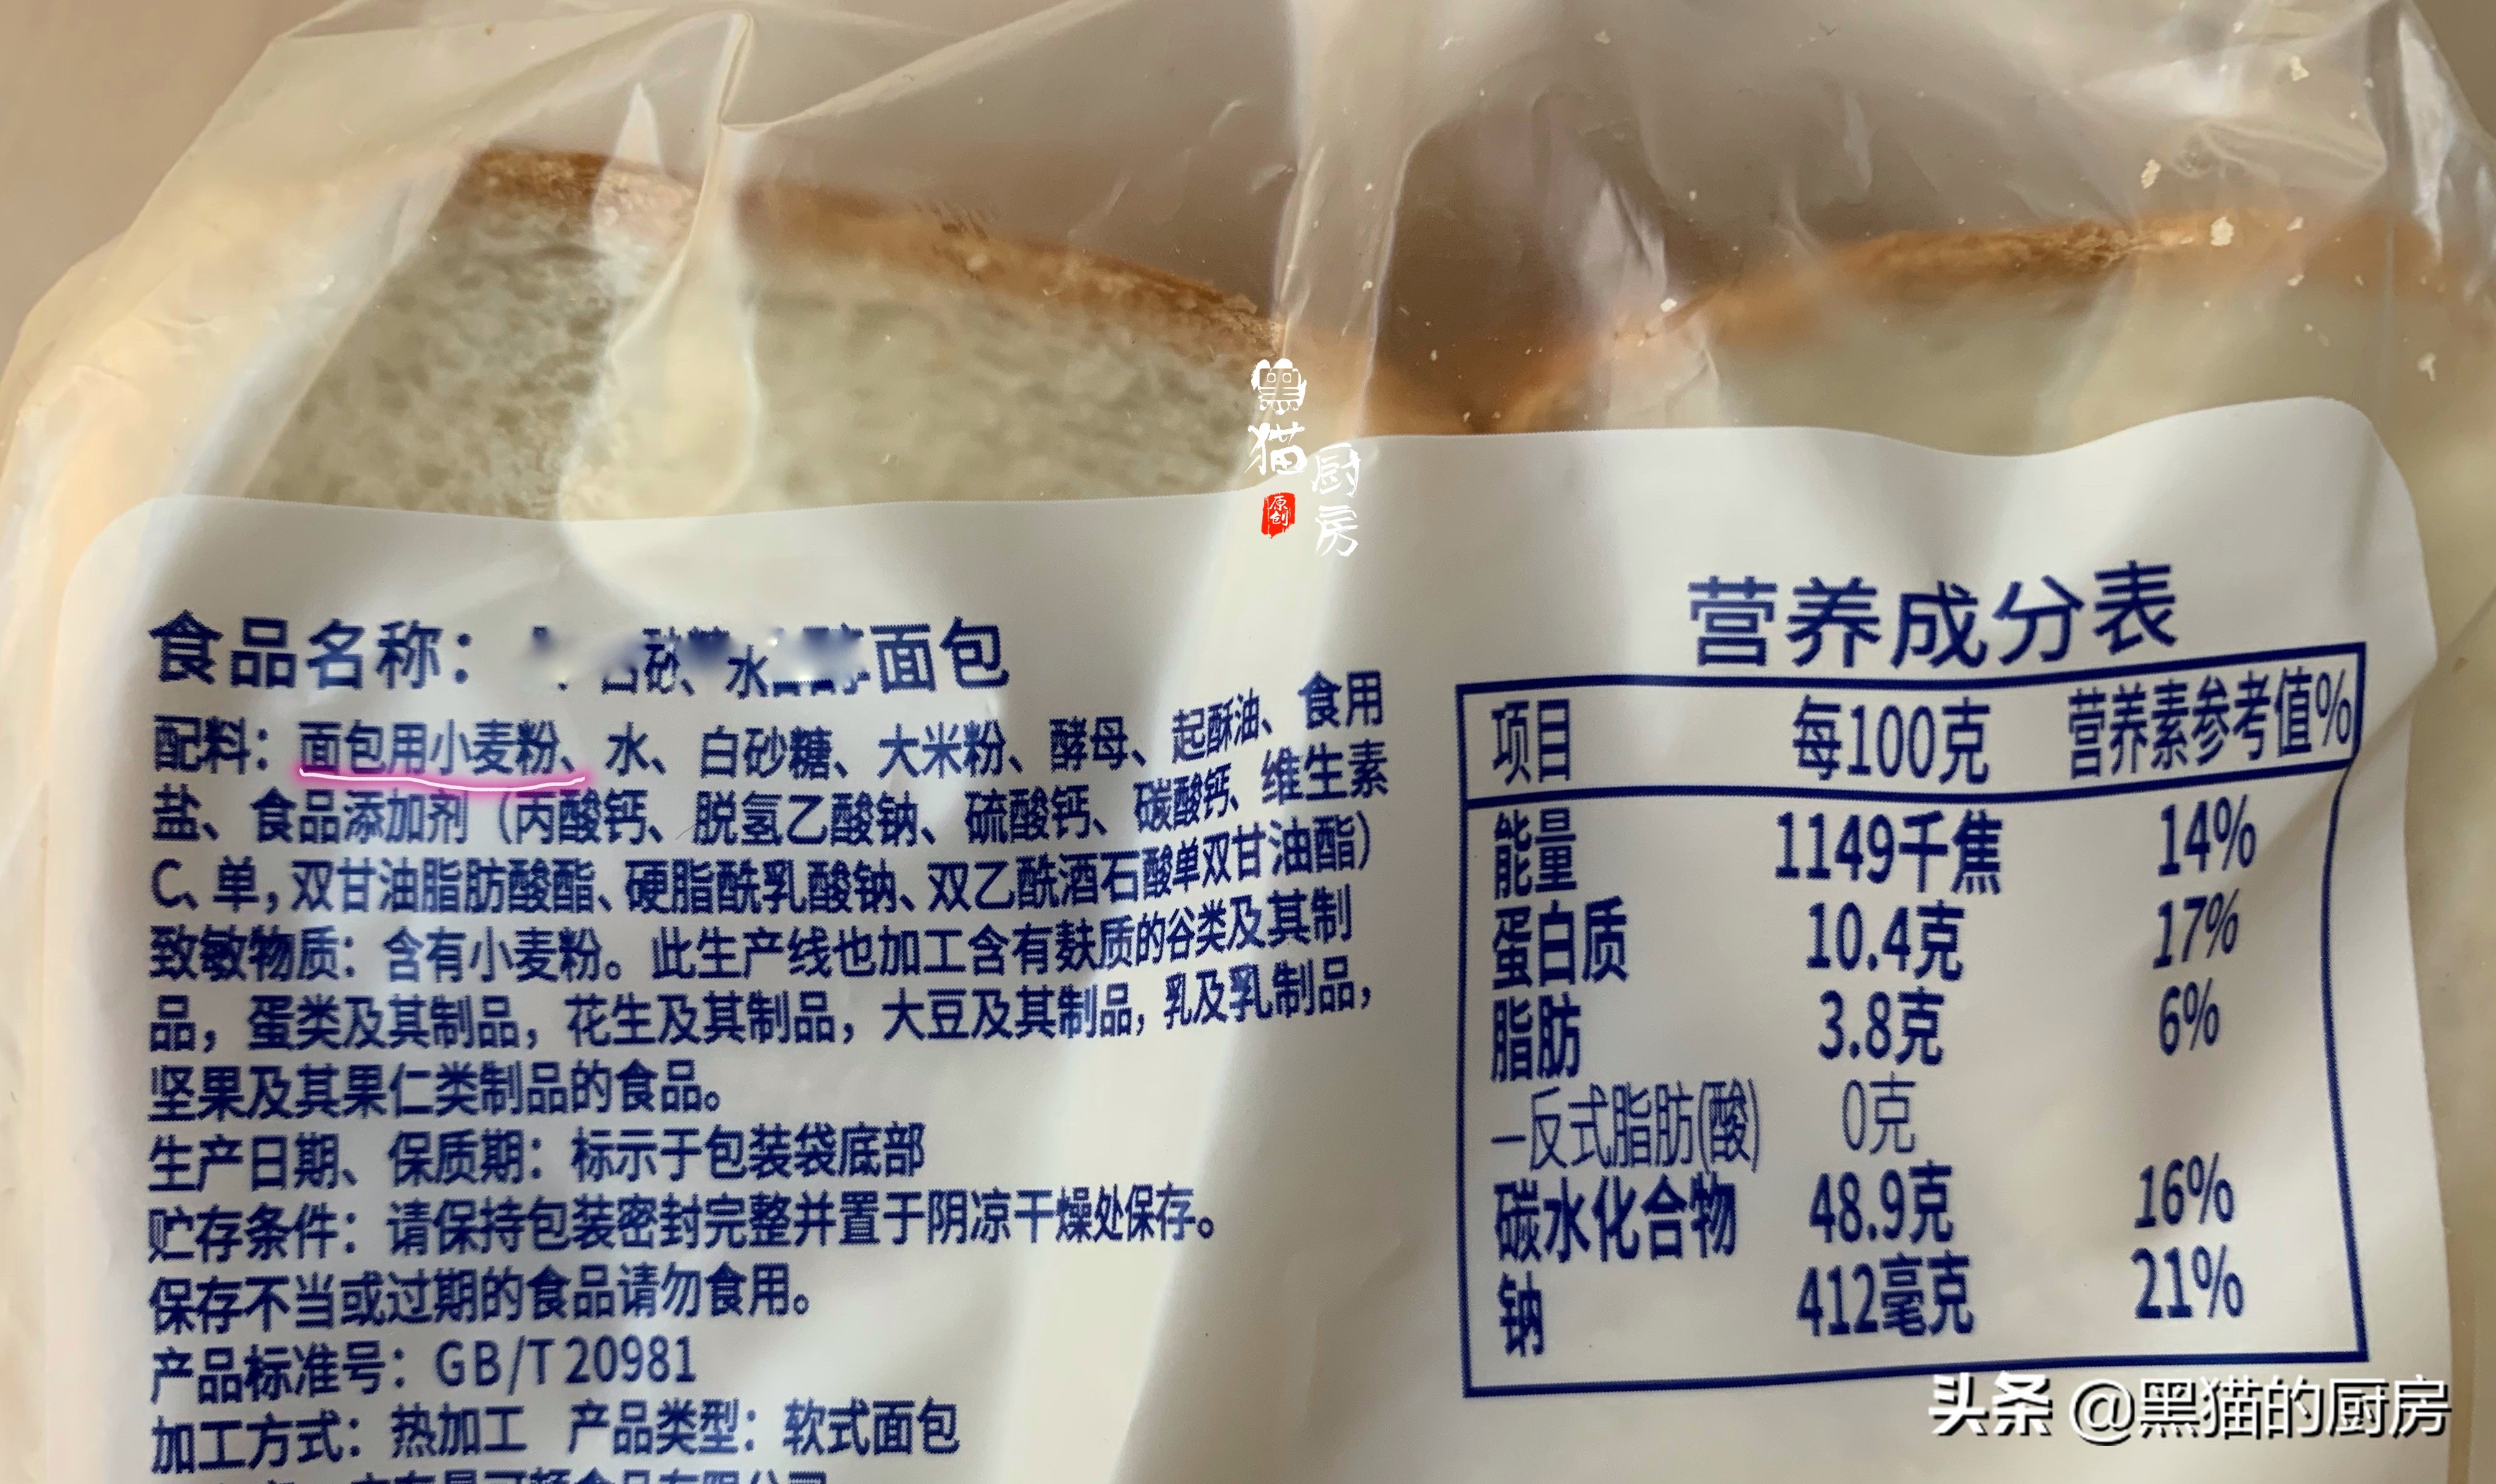 黑猫
厨房
原创
食品名称：面包
配料：面包用小麦粉、水、白砂糖、大米粉、酵母、起酥油、食用
盐、食品添加剂（丙酸钙、脱氢乙酸钠、硫酸钙、碳酸钙、维生素
C、单，双甘油脂肪酸酯、硬脂酰乳酸钠、双乙酰酒石酸单双甘油酯）
致敏物质：含有小麦粉。此生产线也加工含有麸质的谷类及其制
品，蛋类及其制品，花生及其制品，大豆及其制品，乳及乳制品，
坚果及其果仁类制品的食品。
生产日期、保质期：标示于包装袋底部
贮存条件：请保持包装密封完整并置于阴凉干燥处保存。
保存不当或过期的食品请勿食用。
产品标准号：GB/T 20981
加工方式：热加工 产品类型：软式面包
营养成分表
项目 每100克 营养素参考值%
能量 1149千焦 14%
蛋白质 10.4克 17%
脂肪 3.8克 6%
—反式脂肪(酸) 0克
碳水化合物 48.9克 16%
钠 412毫克 21%
头条 @黑猫的厨房